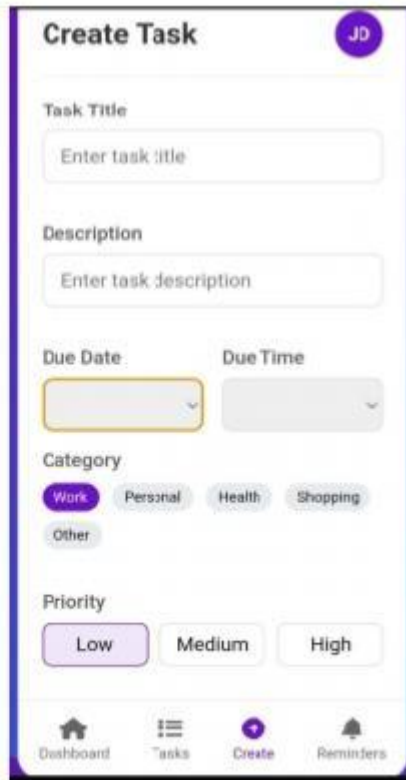 Create Task JD
Task Title
Enter task title
Description
Enter task description
Due Date Due Time
Category
Work Personal Health Shopping
Other
Priority
Low Medium High
Dashboard Tasks Create Reminders